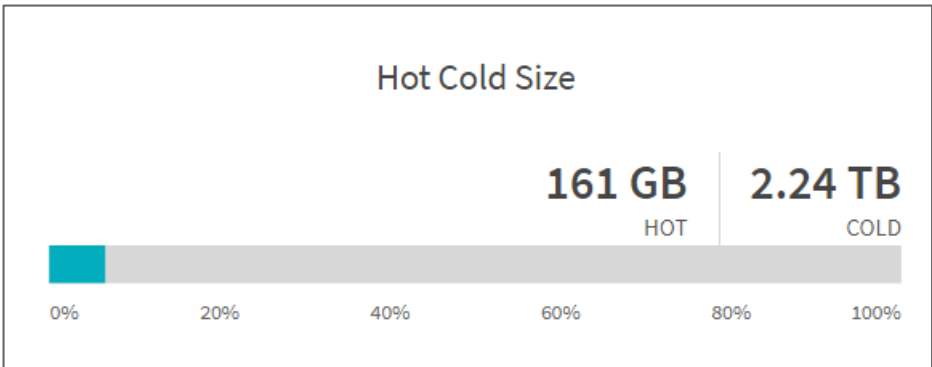 Hot Cold Size
161 GB 2.24 TB
HOT COLD
0% 20% 40% 60% 80% 100%